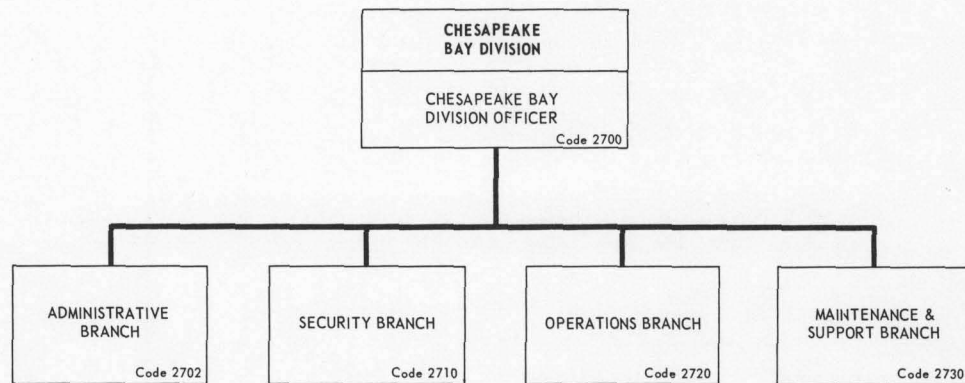 CHESAPEAKE
BAY DIVISION
CHESAPEAKE BAY
DIVISION OFFICER
Code 2700
ADMINISTRATIVE
BRANCH
Code 2702
SECURITY BRANCH
Code 2710
OPERATIONS BRANCH
Code 2720
MAINTENANCE &
SUPPORT BRANCH
Code 2730